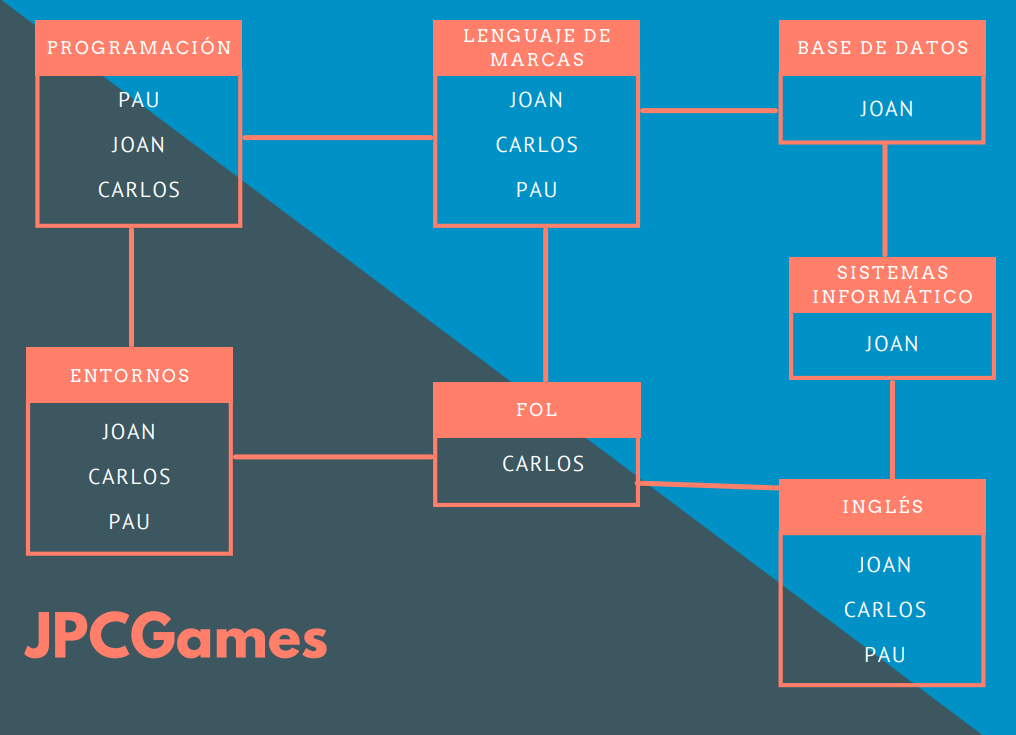 PROGRAMACIÓN
PAU
JOAN
CARLOS
LENGUAJE DE
MARCAS
JOAN
CARLOS
PAU
BASE DE DATOS
JOAN
SISTEMAS
INFORMÁTICO
JOAN
ENTORNOS
JOAN
CARLOS
PAU
FOL
CARLOS
INGLÉS
JOAN
CARLOS
PAU
JPCGames